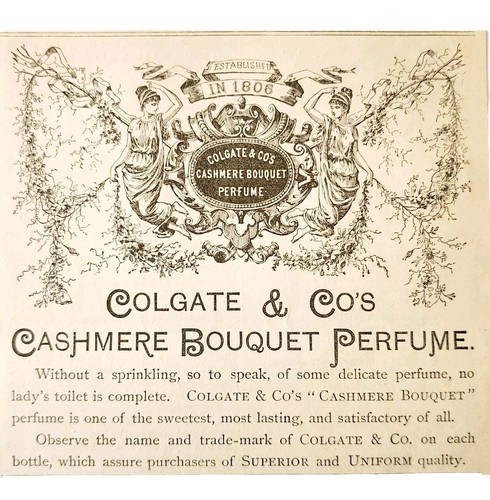 ESTABLISHED
IN 1806
COLGATE & CO'S
CASHMERE BOUQUET
PERFUME
COLGATE & CO'S
CASHMERE BOUQUET PERFUME.
Without a sprinkling, so to speak, of some delicate perfume, no
lady's toilet is complete. COLGATE & CO'S "CASHMERE BOUQUET"
perfume is one of the sweetest, most lasting, and satisfactory of all.
Observe the name and trade-mark of COLGATE & CO. on each
bottle, which assure purchasers of SUPERIOR and UNIFORM quality.